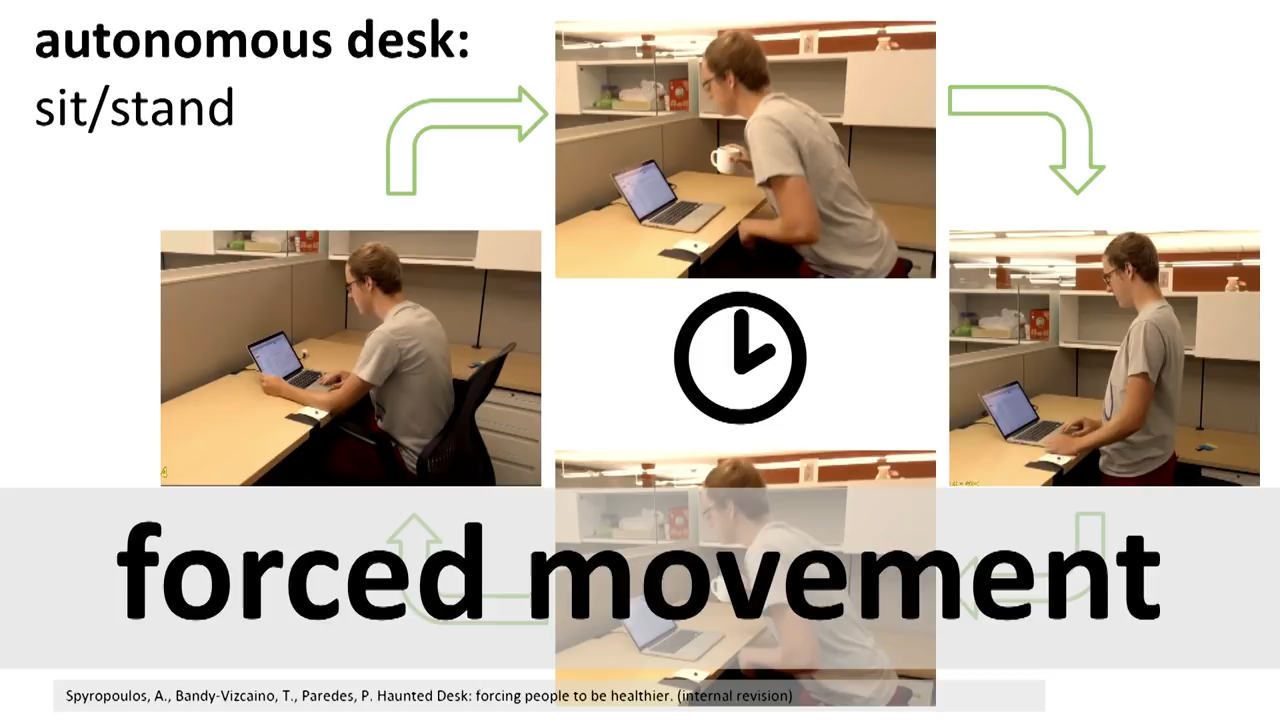 autonomous desk:
sit/stand
forced movement
Spyropoulos, A., Bandy-Vizcaino, T., Paredes, P. Haunted Desk: forcing people to be healthier. (internal revision)